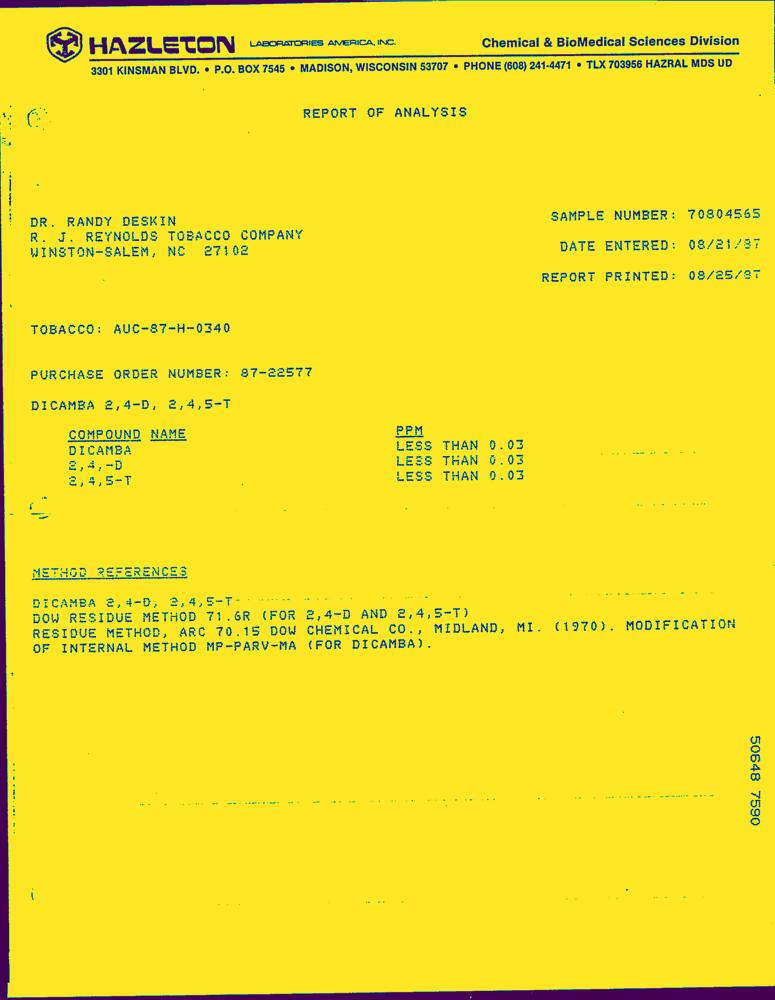 HAZLETON LABORATORIES AMERICA, INC. Chemical & BioMedical Sciences Division
3301 KINSMAN BLVD. • P.O. BOX 7545 • MADISON, WISCONSIN 53707 • PHONE (608) 241-4471 • TLX 703956 HAZRAL MDS UD
REPORT OF ANALYSIS
DR. RANDY DESKIN
R. J. REYNOLDS TOBACCO COMPANY
WINSTON-SALEM, NC 27102
SAMPLE NUMBER: 70804565
DATE ENTERED: 08/21/87
REPORT PRINTED: 08/25/87
TOBACCO: AUC-87-H-0340
PURCHASE ORDER NUMBER: 87-22577
DICAMBA 2,4-D, 2,4,5-T
COMPOUND NAME PPM
DICAMBA LESS THAN 0.03
2,4,-D LESS THAN 0.03
2,4,5-T LESS THAN 0.03
METHOD REFERENCES
DICAMBA 2,4-D, 2,4,5-T
DOW RESIDUE METHOD 71.6R (FOR 2,4-D AND 2,4,5-T)
RESIDUE METHOD, ARC 70.15 DOW CHEMICAL CO., MIDLAND, MI. (1970). MODIFICATION
OF INTERNAL METHOD MP-PARV-MA (FOR DICAMBA).
50648 7590